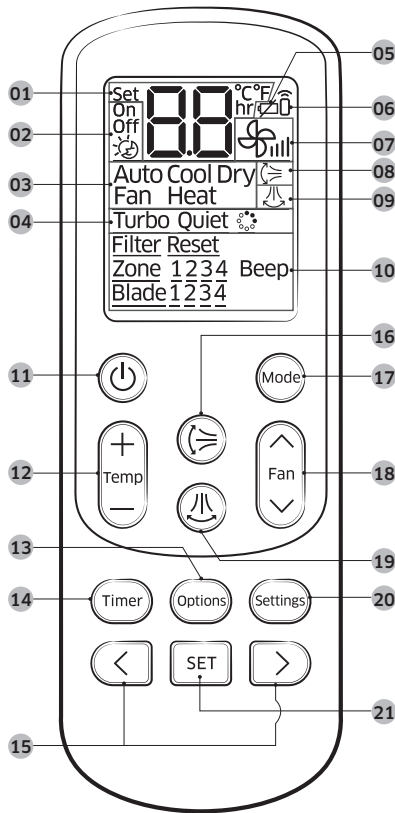 01
Set
88
°C°F
05
On
hr
06
02
Off
07
03
Auto Cool Dry
08
Fan Heat
09
04
Turbo Quiet
Filter Reset
Zone 1234 Beep
10
Blade 1234
16
11
Mode
17
+
12
Temp
Fan
18
−
13
19
14
Timer
Options
Settings
20
<
SET
>
15
21